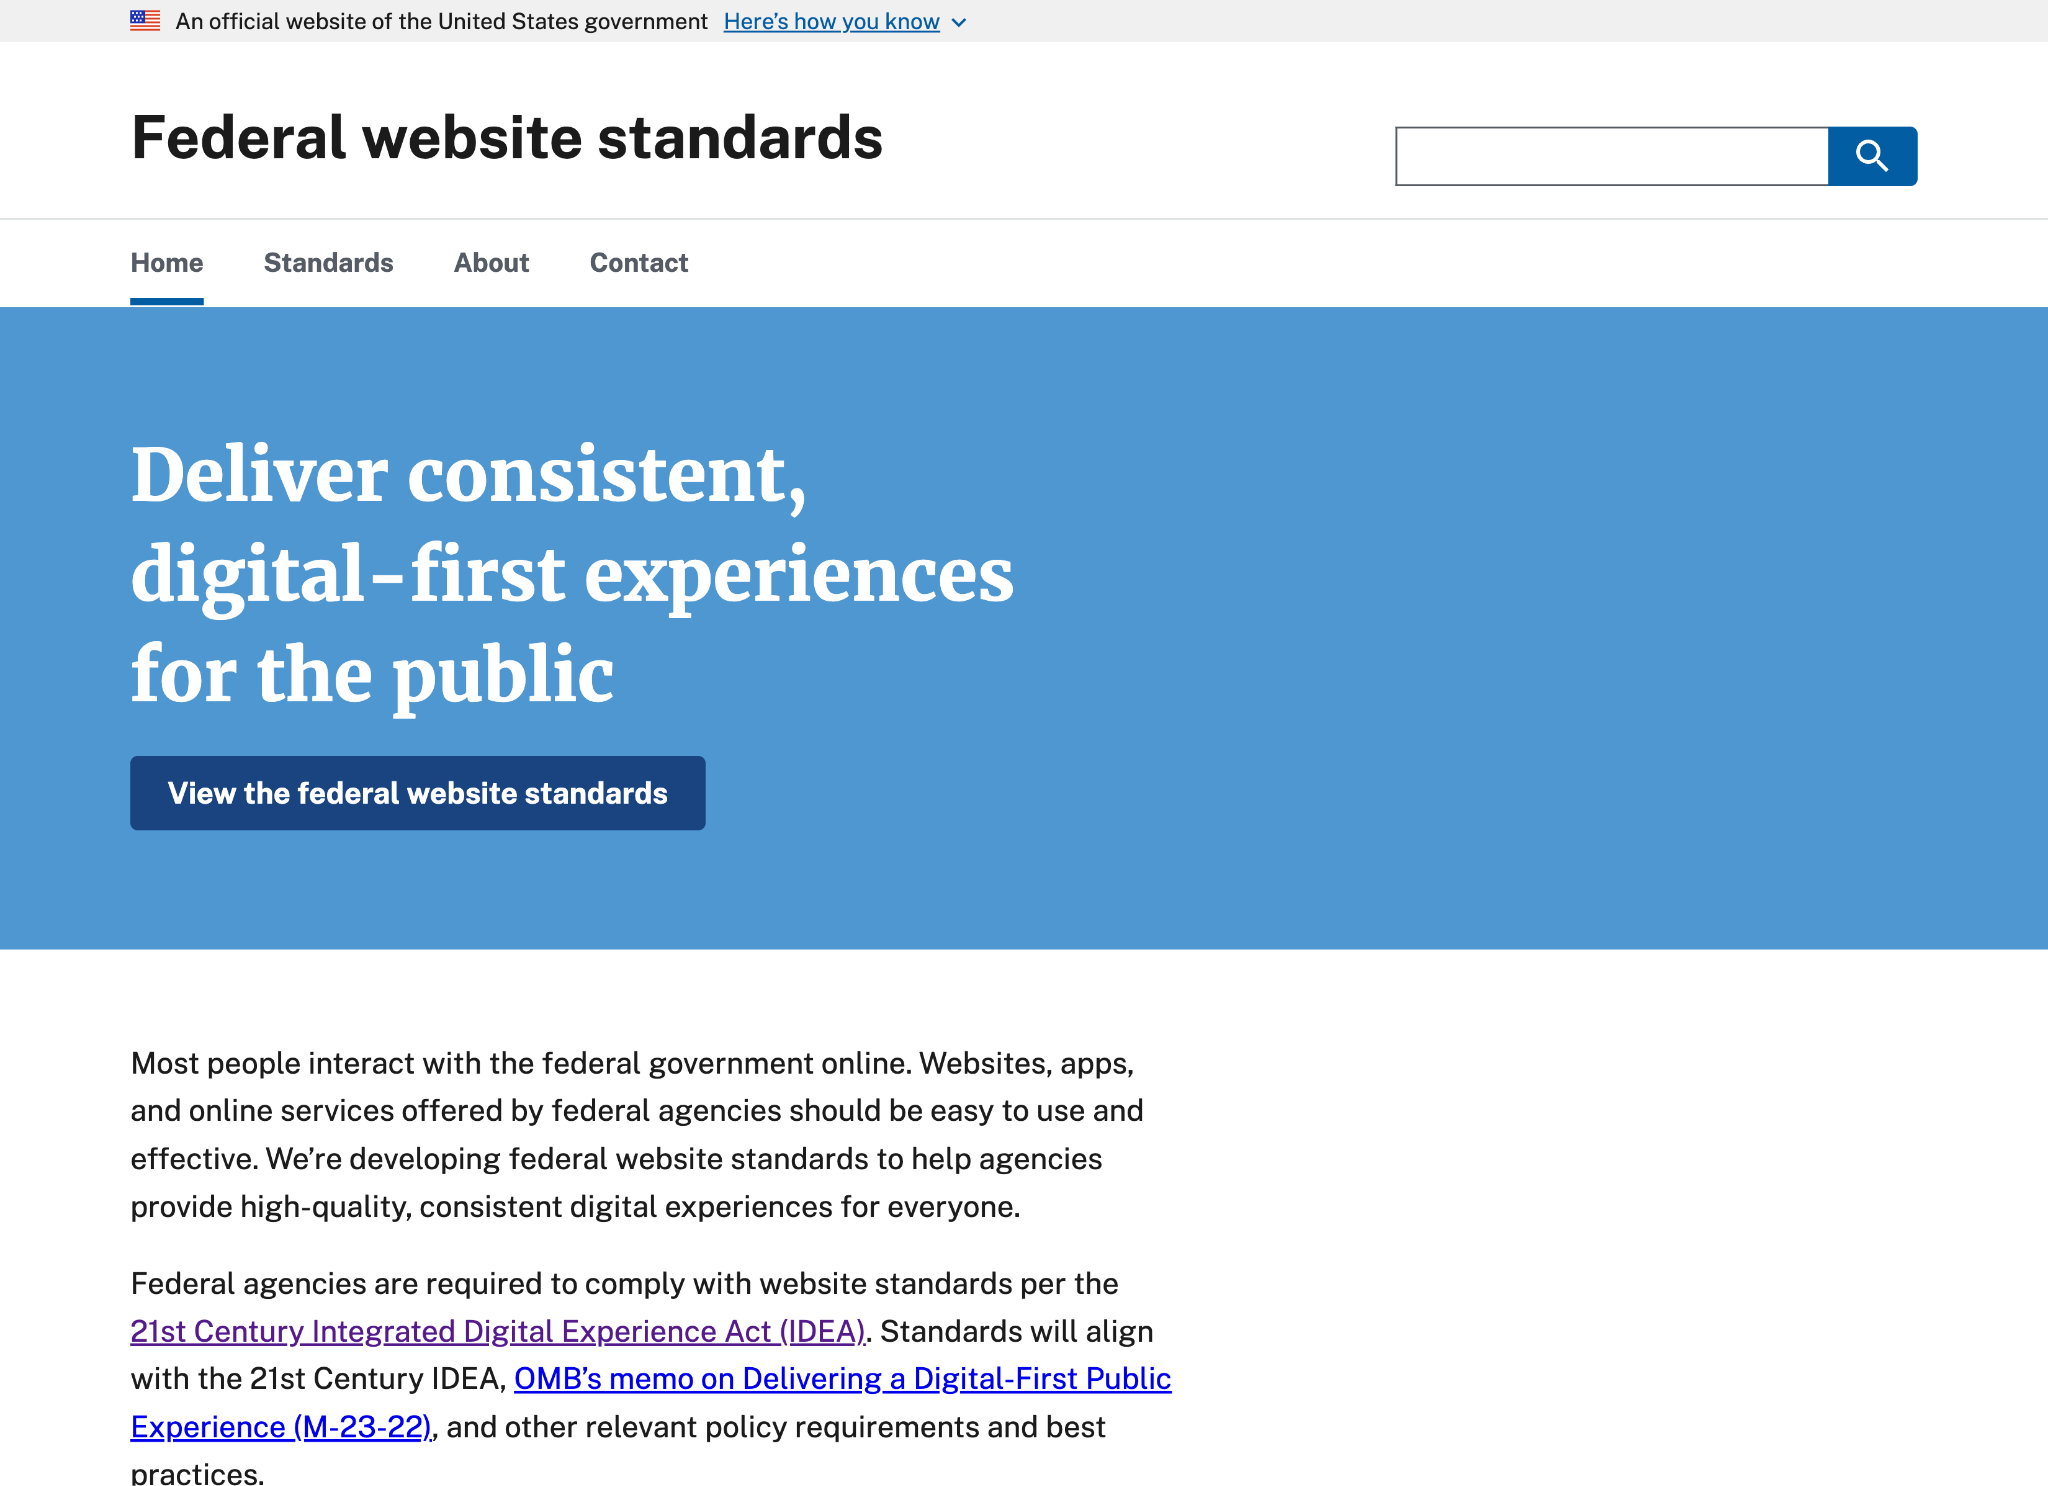 An official website of the United States government Here’s how you know
Federal website standards
Home Standards About Contact
Deliver consistent,
digital-first experiences
for the public
View the federal website standards
Most people interact with the federal government online. Websites, apps,
and online services offered by federal agencies should be easy to use and
effective. We’re developing federal website standards to help agencies
provide high-quality, consistent digital experiences for everyone.
Federal agencies are required to comply with website standards per the
21st Century Integrated Digital Experience Act (IDEA). Standards will align
with the 21st Century IDEA, OMB’s memo on Delivering a Digital-First Public
Experience (M-23-22), and other relevant policy requirements and best
practices.